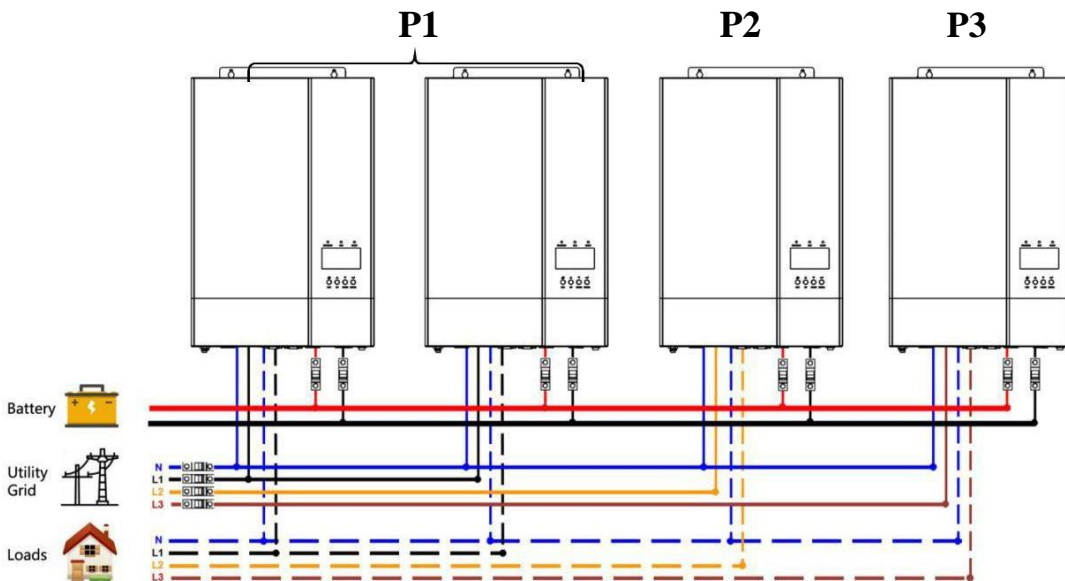 P1 P2 P3
Battery
+ -
Utility
Grid
N
L1
L2
L3
Loads
N
L1
L2
L3